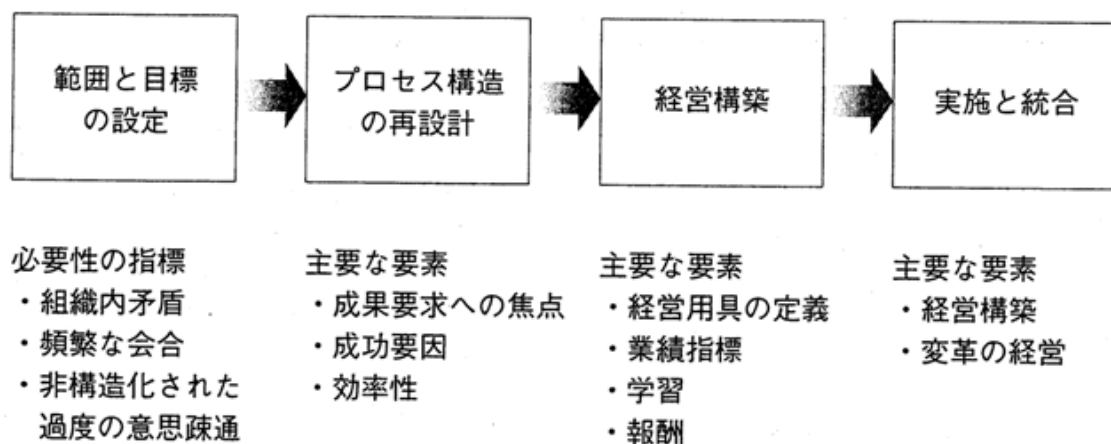 範囲と目標
の設定
プロセス構造
の再設計
経営構築
実施と統合
必要性の指標
・組織内矛盾
・頻繁な会合
・非構造化された
過度の意思疎通
主要な要素
・成果要求への焦点
・成功要因
・効率性
主要な要素
・経営用具の定義
・業績指標
・学習
・報酬
主要な要素
・経営構築
・変革の経営